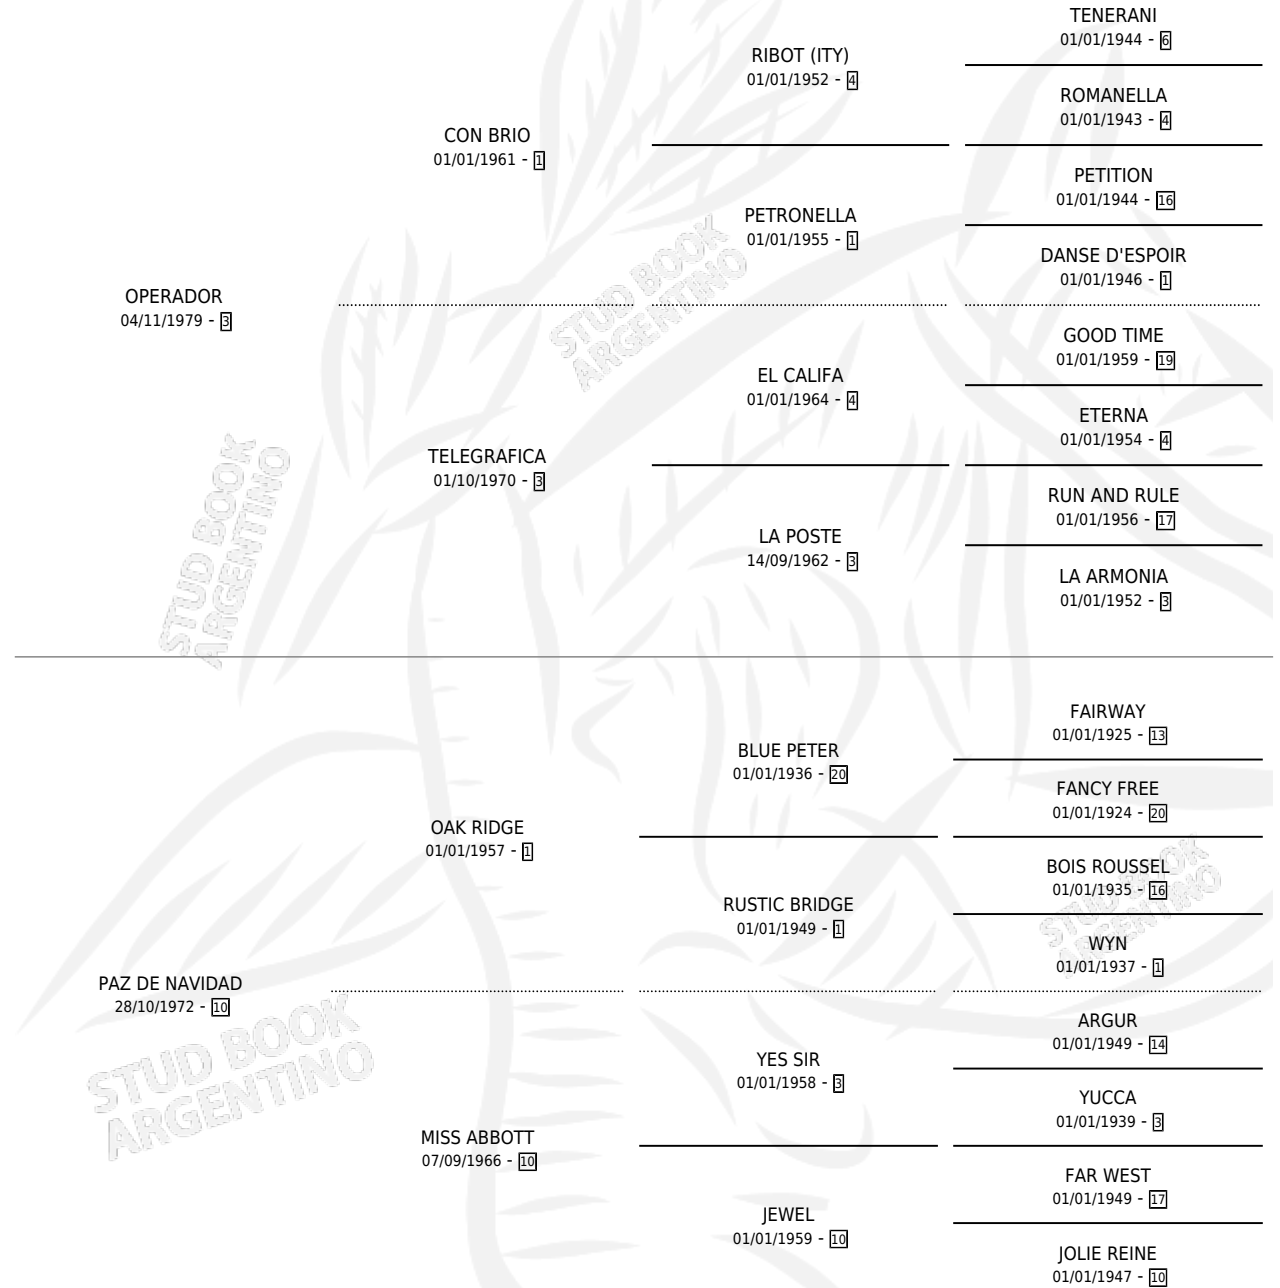 TENERANI
01/01/1944 - 6
RIBOT (ITY)
01/01/1952 - 4
ROMANELLA
01/01/1943 - 4
CON BRIO
01/01/1961 - 1
PETITION
01/01/1944 - 16
PETRONELLA
01/01/1955 - 1
DANSE D'ESPOIR
01/01/1946 - 1
OPERADOR
04/11/1979 - 3
GOOD TIME
01/01/1959 - 19
EL CALIFA
01/01/1964 - 4
ETERNA
01/01/1954 - 4
TELEGRAFICA
01/10/1970 - 3
RUN AND RULE
01/01/1956 - 17
LA POSTE
14/09/1962 - 3
LA ARMONIA
01/01/1952 - 3
STUD BOOK
ARGENTINO
STUD BOOK
ARGENTINO
FAIRWAY
01/01/1925 - 13
BLUE PETER
01/01/1936 - 20
FANCY FREE
01/01/1924 - 20
OAK RIDGE
01/01/1957 - 1
BOIS ROUSSEL
01/01/1935 - 16
RUSTIC BRIDGE
01/01/1949 - 1
WYN
01/01/1937 - 1
STUD BOOK
ARGENTINO
PAZ DE NAVIDAD
28/10/1972 - 10
ARGUR
01/01/1949 - 14
YES SIR
01/01/1958 - 3
YUCCA
01/01/1939 - 3
STUD BOOK
ARGENTINO
MISS ABBOTT
07/09/1966 - 10
FAR WEST
01/01/1949 - 17
JEWEL
01/01/1959 - 10
JOLIE REINE
01/01/1947 - 10